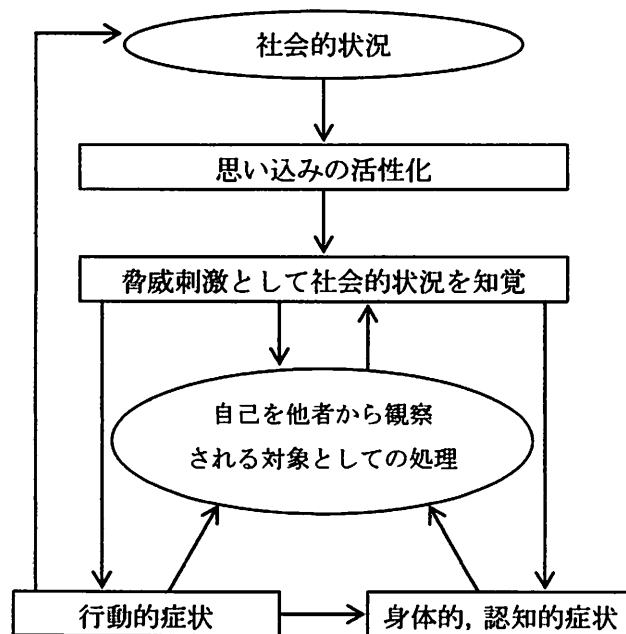 社会的状況
思い込みの活性化
脅威刺激として社会的状況を知覚
自己を他者から観察
される対象としての処理
行動的症状
身体的, 認知的症状